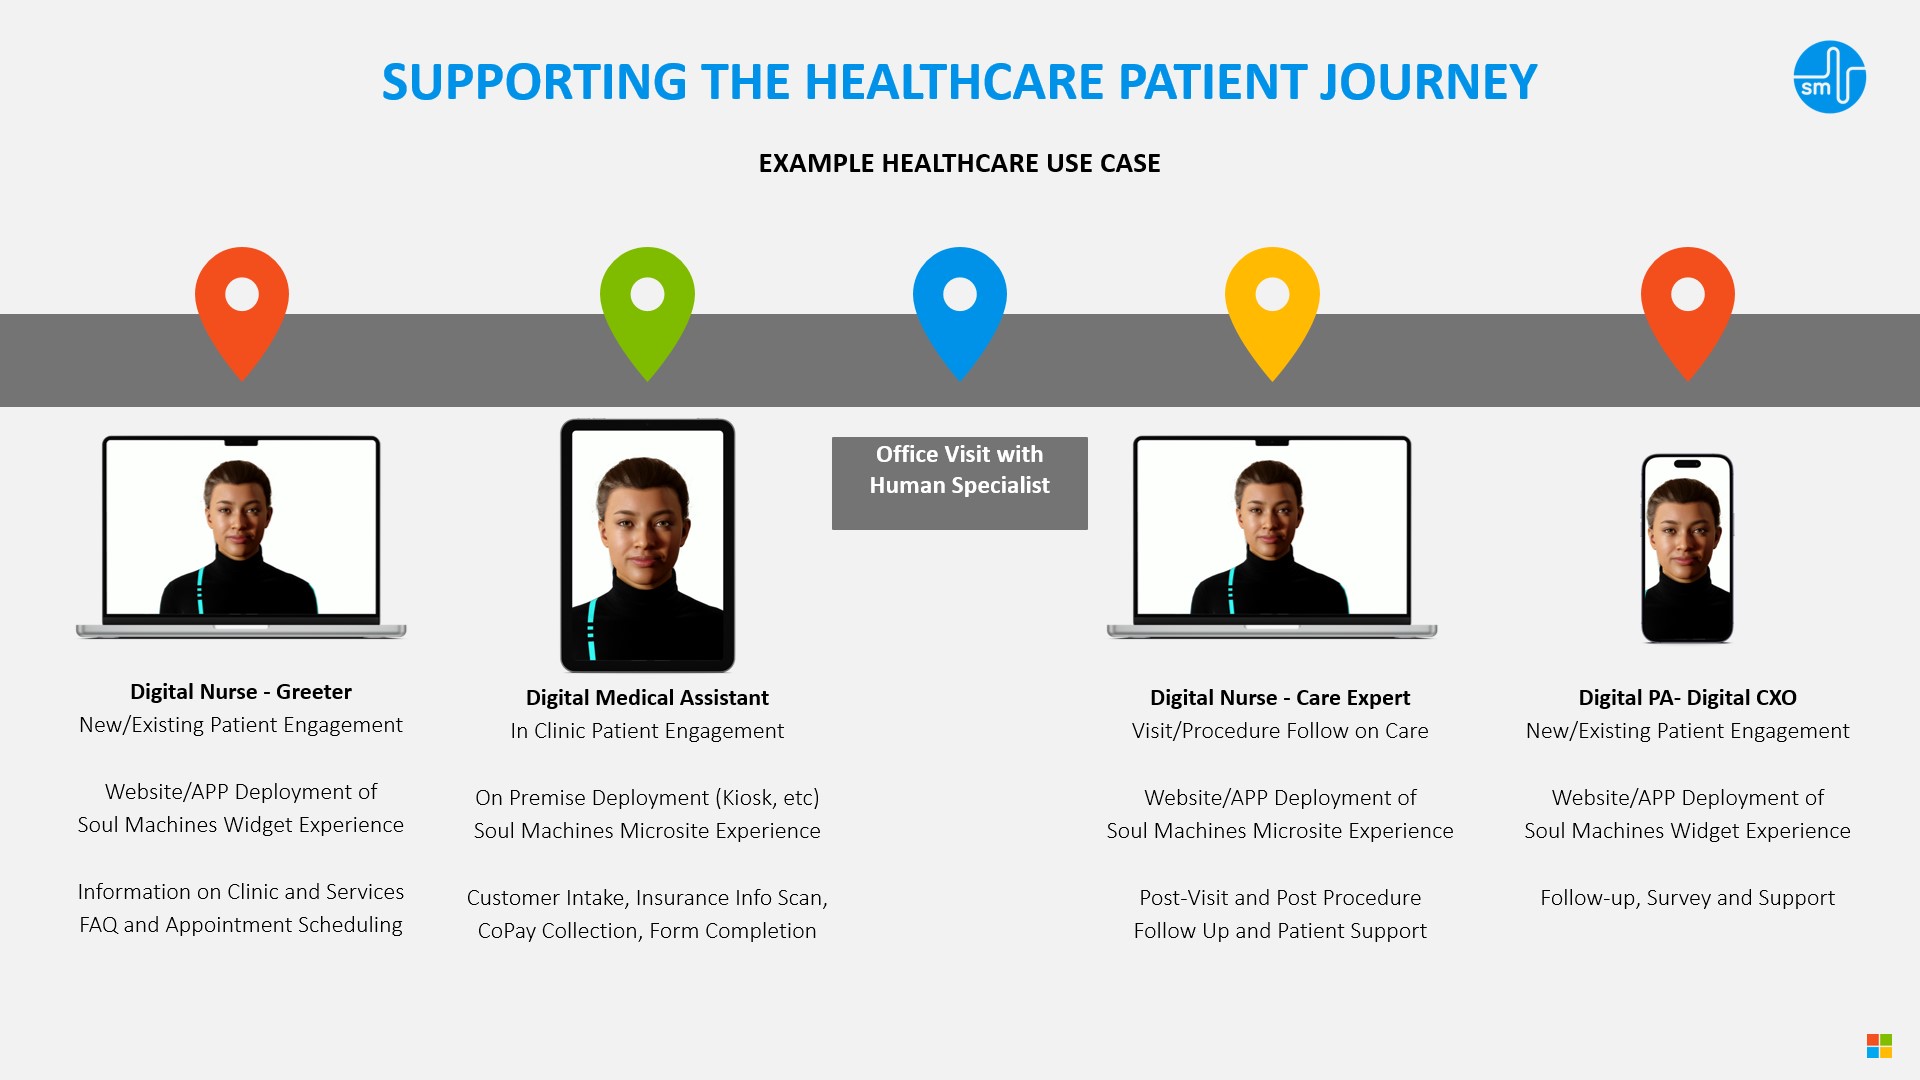 SUPPORTING THE HEALTHCARE PATIENT JOURNEY
sm
EXAMPLE HEALTHCARE USE CASE
Office Visit with
Human Specialist
Digital Nurse - Greeter
New/Existing Patient Engagement
Website/APP Deployment of
Soul Machines Widget Experience
Information on Clinic and Services
FAQ and Appointment Scheduling
Digital Medical Assistant
In Clinic Patient Engagement
On Premise Deployment (Kiosk, etc)
Soul Machines Microsite Experience
Customer Intake, Insurance Info Scan,
CoPay Collection, Form Completion
Digital Nurse - Care Expert
Visit/Procedure Follow on Care
Website/APP Deployment of
Soul Machines Microsite Experience
Post-Visit and Post Procedure
Follow Up and Patient Support
Digital PA- Digital CXO
New/Existing Patient Engagement
Website/APP Deployment of
Soul Machines Widget Experience
Follow-up, Survey and Support